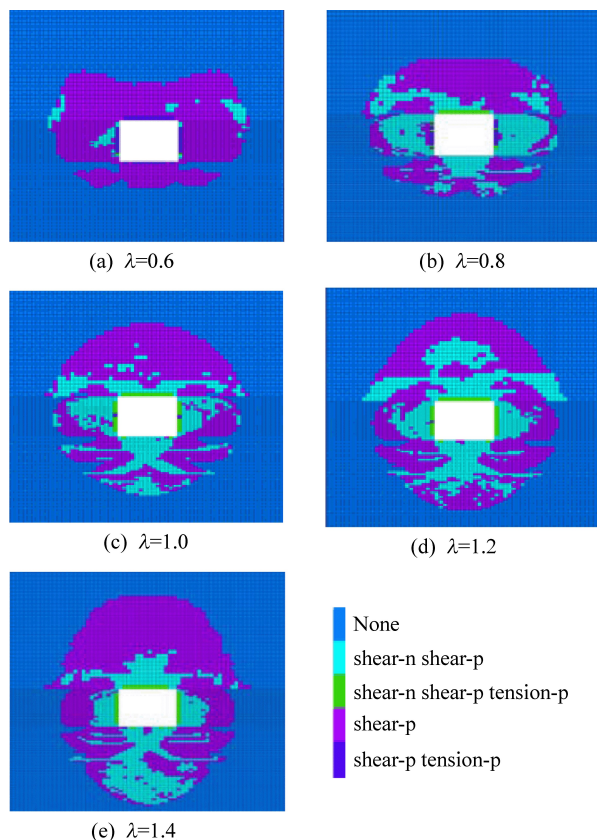 (a) λ=0.6
(b) λ=0.8
(c) λ=1.0
(d) λ=1.2
None
shear-n shear-p
shear-n shear-p tension-p
shear-p
shear-p tension-p
(e) λ=1.4